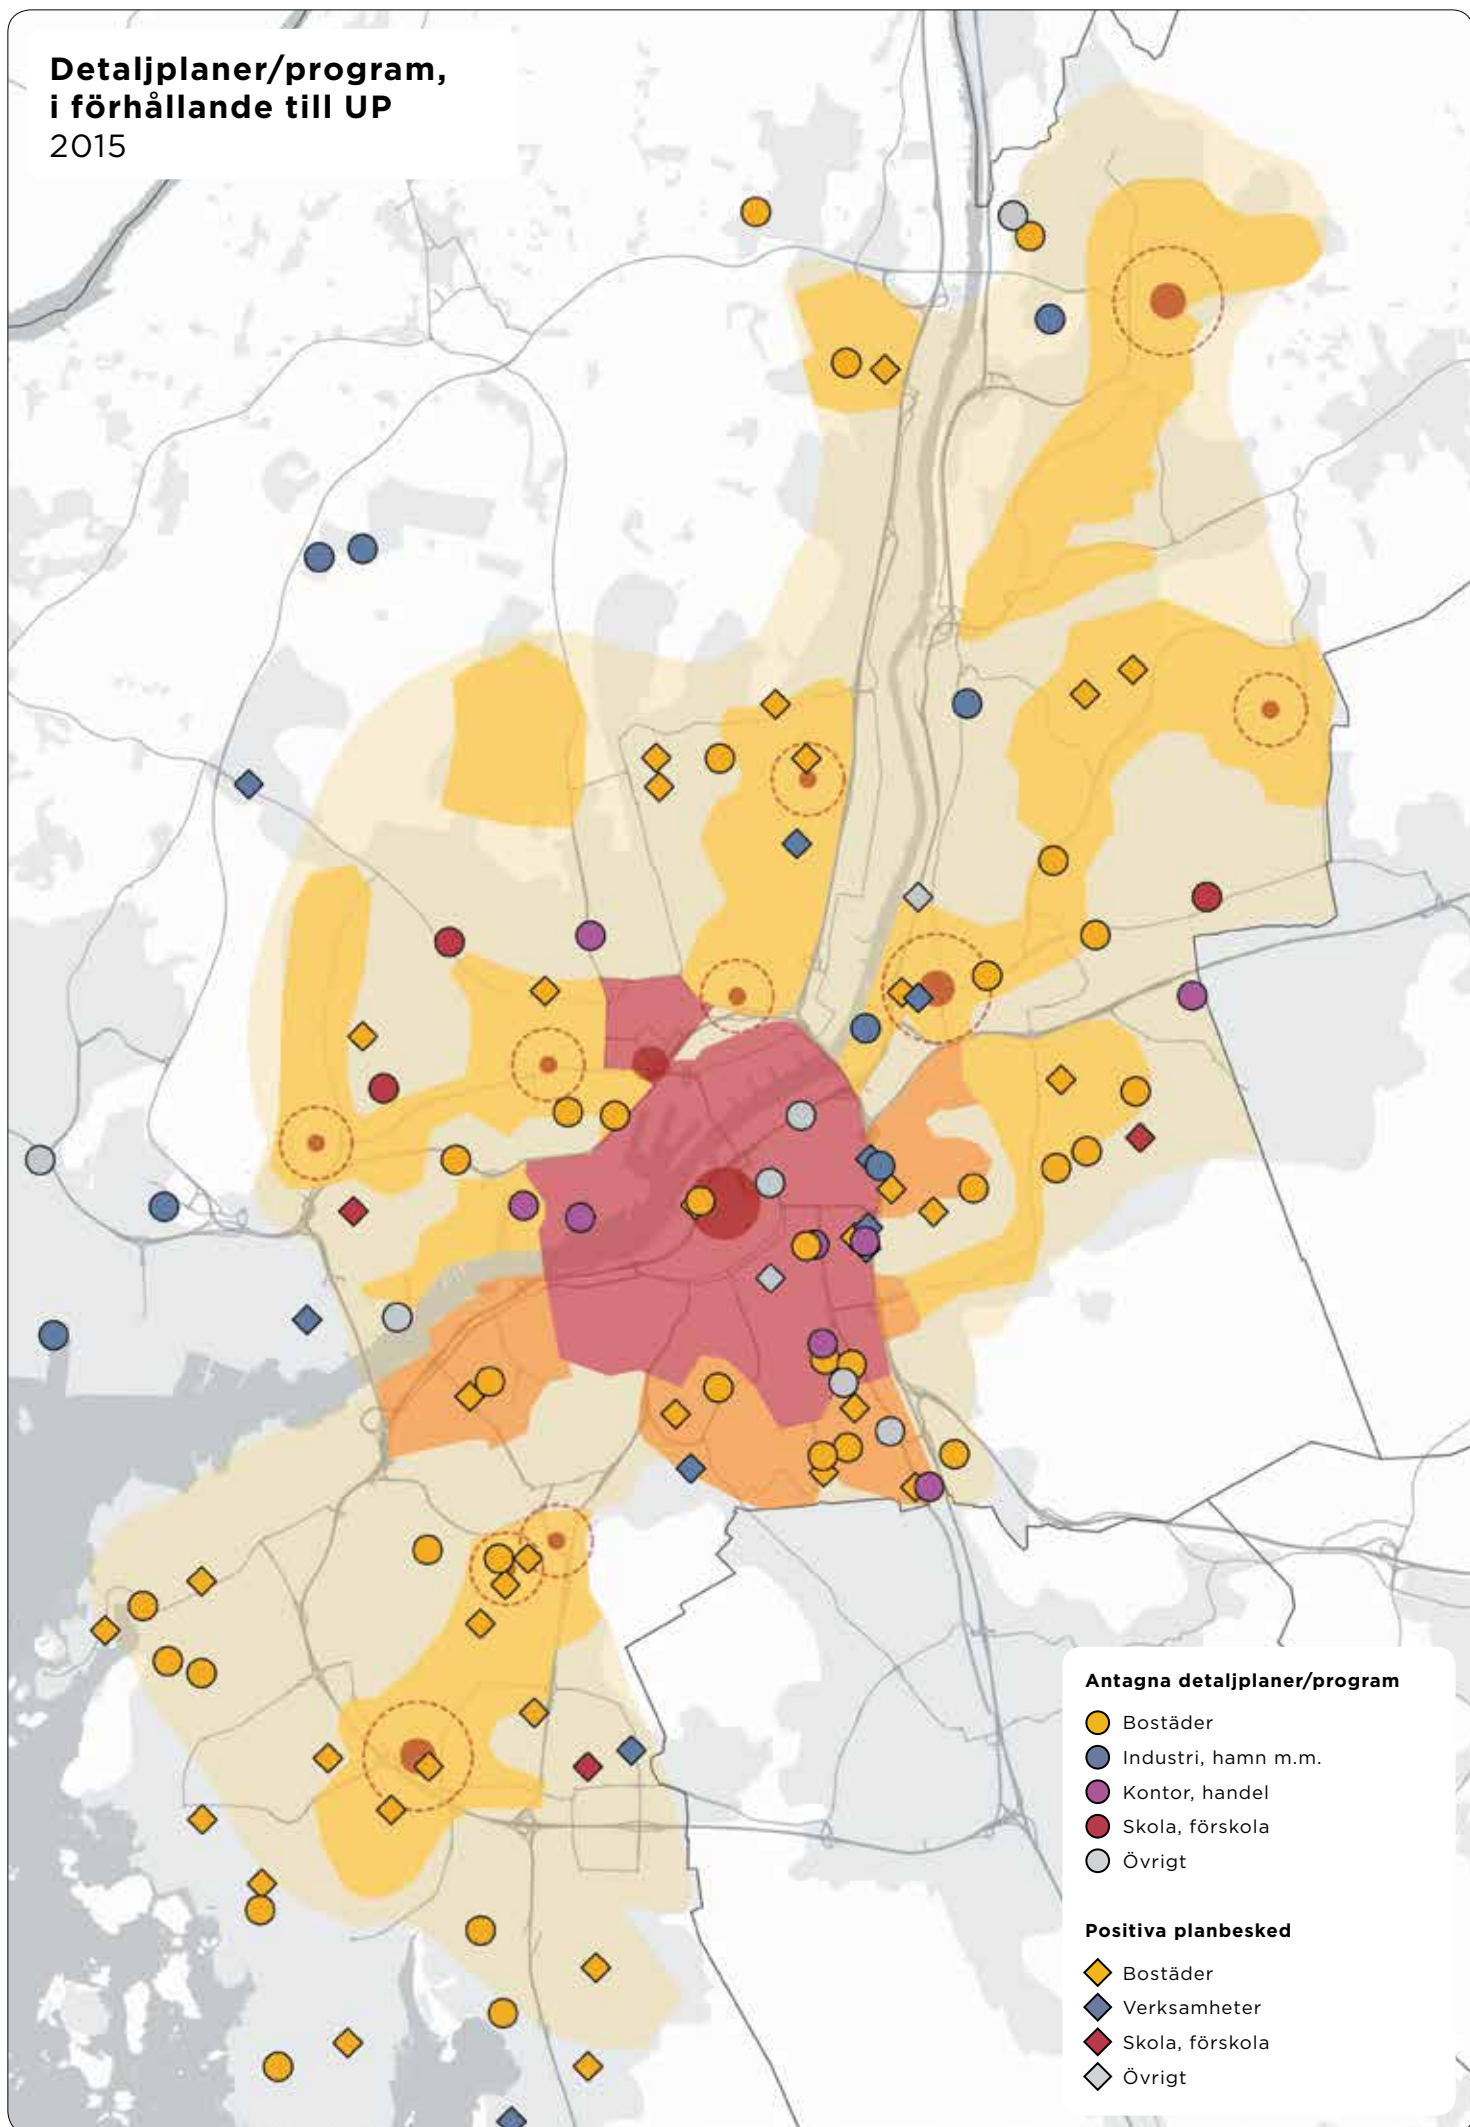 Detaljplaner/program,
i förhållande till UP
2015
Antagna detaljplaner/program
Bostäder
Industri, hamn m.m.
Kontor, handel
Skola, förskola
Övrigt
Positiva planbesked
Bostäder
Verksamheter
Skola, förskola
Övrigt